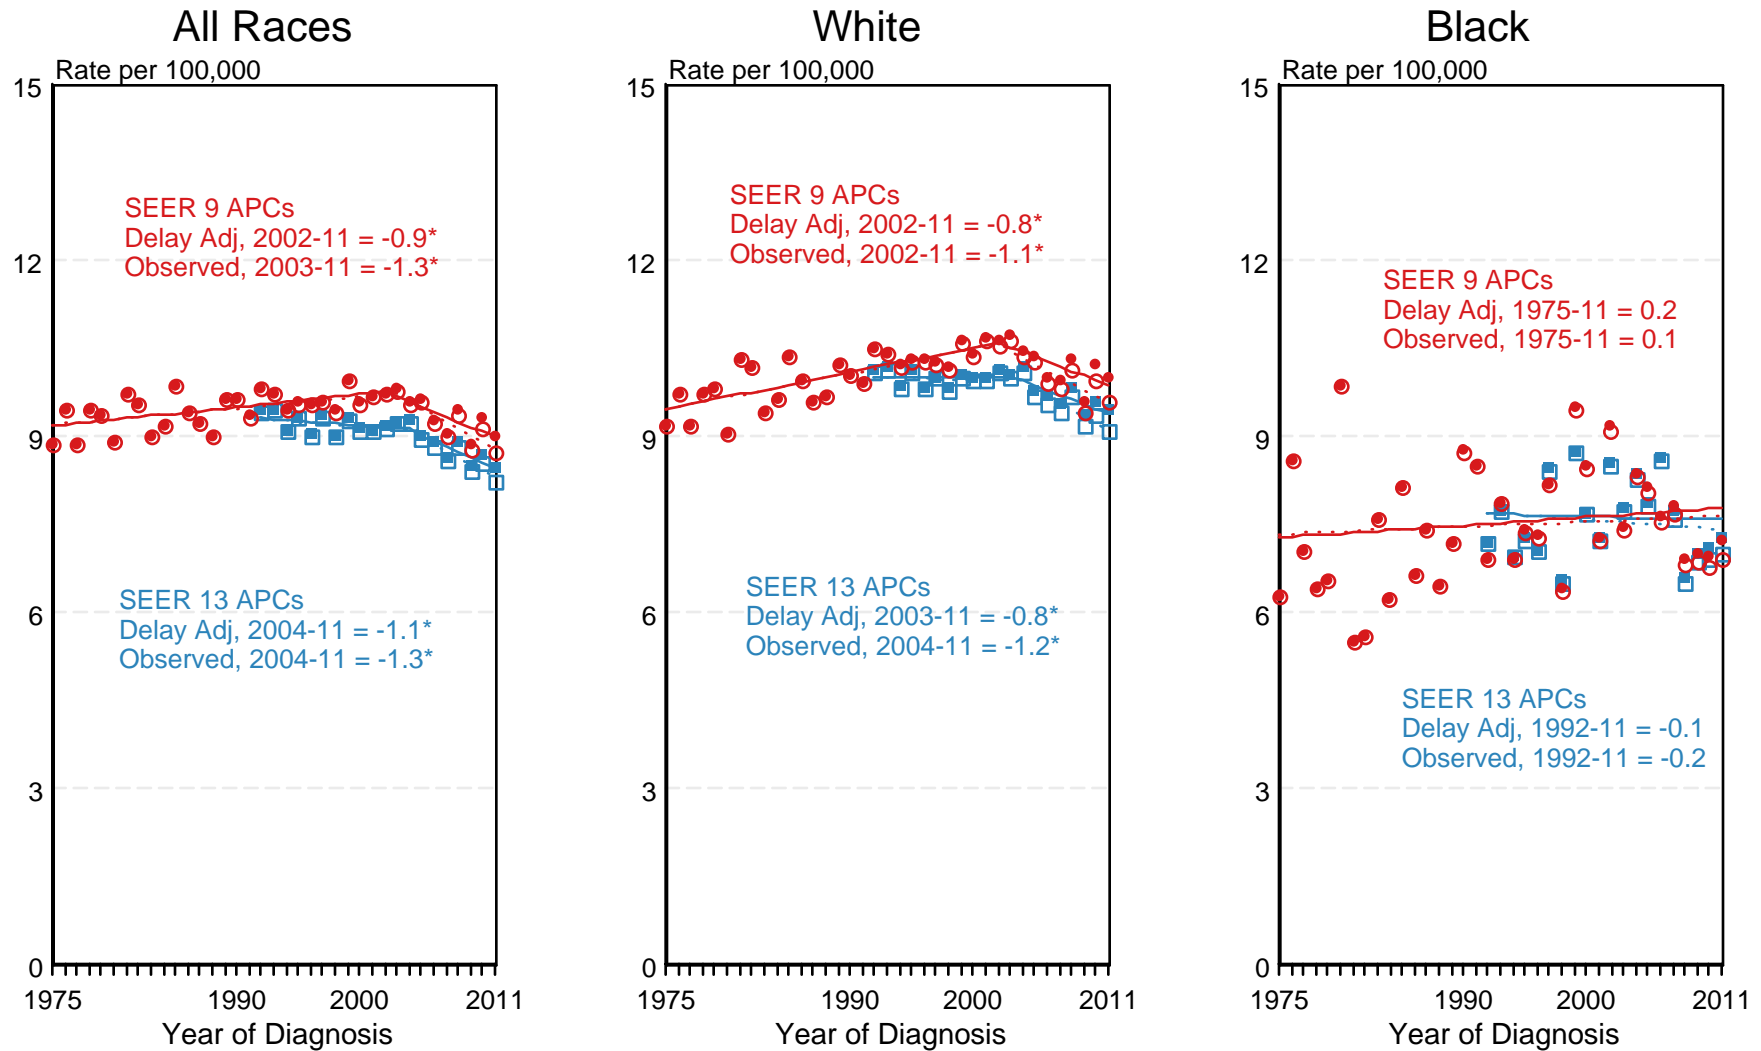 All Races
Rate per 100,000
15
12
9
6
3
0
SEER 9 APCs
Delay Adj, 2002-11 = -0.9*
Observed, 2003-11 = -1.3*
SEER 13 APCs
Delay Adj, 2004-11 = -1.1*
Observed, 2004-11 = -1.3*
1975 1990 2000 2011
Year of Diagnosis
White
Rate per 100,000
15
12
9
6
3
0
SEER 9 APCs
Delay Adj, 2002-11 = -0.8*
Observed, 2002-11 = -1.1*
SEER 13 APCs
Delay Adj, 2003-11 = -0.8*
Observed, 2004-11 = -1.2*
1975 1990 2000 2011
Year of Diagnosis
Black
Rate per 100,000
15
12
9
6
3
0
SEER 9 APCs
Delay Adj, 1975-11 = 0.2
Observed, 1975-11 = 0.1
SEER 13 APCs
Delay Adj, 1992-11 = -0.1
Observed, 1992-11 = -0.2
1975 1990 2000 2011
Year of Diagnosis